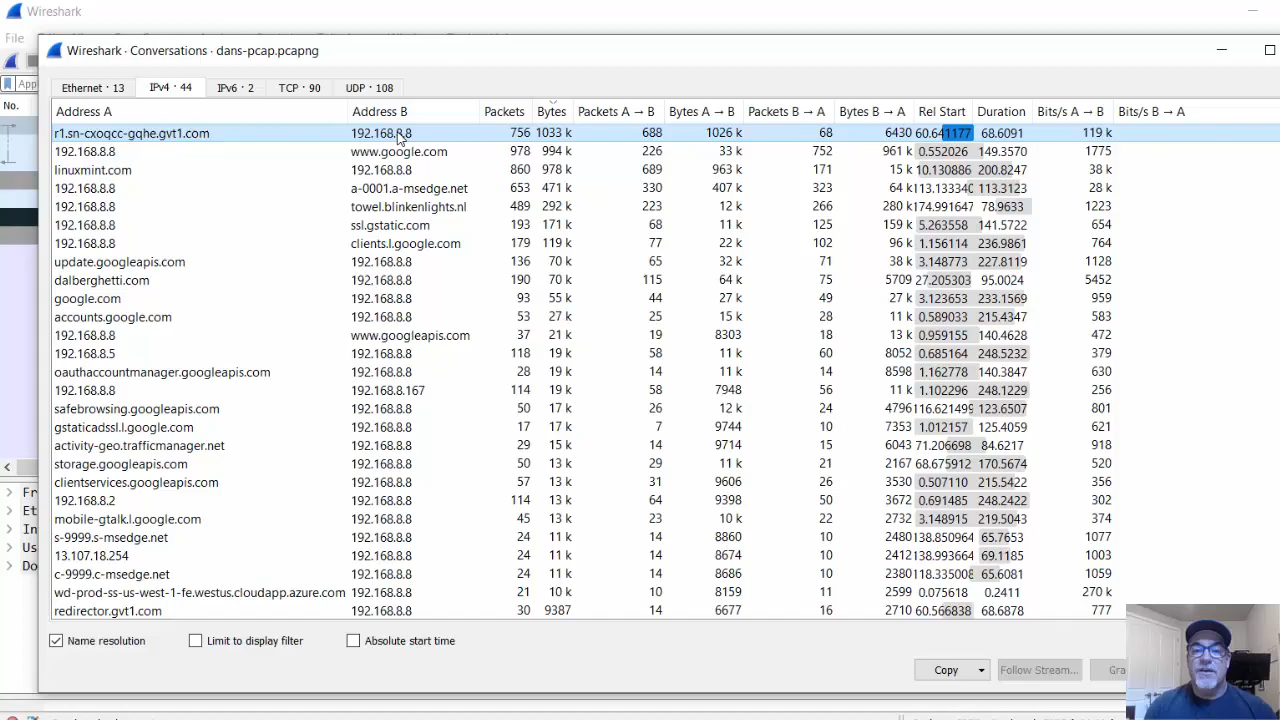 Wireshark
File
Wireshark · Conversations · dans-pcap.pcapng
App
No.
Ethernet · 13 IPv4 · 44 IPv6 · 2 TCP · 90 UDP · 108
Address A Address B Packets Bytes Packets A → B Bytes A → B Packets B → A Bytes B → A Rel Start Duration Bits/s A → B Bits/s B → A
r1.sn-cxoqcc-gqhe.gvt1.com 192.168.8.8 756 1033 k 688 1026 k 68 6430 60.641177 68.6091 119 k
192.168.8.8 www.google.com 978 994 k 226 33 k 752 961 k 0.552026 149.3570 1775
linuxmint.com 192.168.8.8 860 978 k 689 963 k 171 15 k 10.130886 200.8247 38 k
192.168.8.8 a-0001.a-msedge.net 653 471 k 330 407 k 323 64 k 113.133340 113.3123 28 k
192.168.8.8 towel.blinkenlights.nl 489 292 k 223 12 k 266 280 k 174.991647 78.9633 1223
192.168.8.8 ssl.gstatic.com 193 171 k 68 11 k 125 159 k 5.263558 141.5722 654
192.168.8.8 clients.l.google.com 179 119 k 77 22 k 102 96 k 1.156114 236.9861 764
update.googleapis.com 192.168.8.8 136 70 k 65 32 k 71 38 k 3.148773 227.8119 1128
dalberghetti.com 192.168.8.8 190 70 k 115 64 k 75 5709 27.205303 95.0024 5452
google.com 192.168.8.8 93 55 k 44 27 k 49 27 k 3.123653 233.1569 959
accounts.google.com 192.168.8.8 53 27 k 25 15 k 28 11 k 0.589033 215.4347 583
192.168.8.8 www.googleapis.com 37 21 k 19 8303 18 13 k 0.959155 140.4628 472
192.168.8.5 192.168.8.8 118 19 k 58 11 k 60 8052 0.685164 248.5232 379
oauthaccountmanager.googleapis.com 192.168.8.8 28 19 k 14 11 k 14 8598 1.162778 140.3847 630
192.168.8.8 192.168.8.167 114 19 k 58 7948 56 11 k 1.102296 248.1229 256
safebrowsing.googleapis.com 192.168.8.8 50 17 k 26 12 k 24 4796 116.621499 123.6507 801
gstaticadssl.l.google.com 192.168.8.8 17 17 k 7 9744 10 7353 1.012157 125.4059 621
activity-geo.trafficmanager.net 192.168.8.8 29 15 k 14 9714 15 6043 71.206698 84.6217 918
storage.googleapis.com 192.168.8.8 50 13 k 29 11 k 21 2167 68.675912 170.5674 520
clientservices.googleapis.com 192.168.8.8 57 13 k 31 9606 26 3530 0.507110 215.5422 356
192.168.8.2 192.168.8.8 114 13 k 64 9398 50 3672 0.691485 248.2422 302
mobile-gtalk.l.google.com 192.168.8.8 45 13 k 23 10 k 22 2732 3.148915 219.5043 374
s-9999.s-msedge.net 192.168.8.8 24 11 k 14 8860 10 2480 138.850964 65.7653 1077
13.107.18.254 192.168.8.8 24 11 k 14 8674 10 2412 138.993664 69.1185 1003
c-9999.c-msedge.net 192.168.8.8 24 11 k 14 8686 10 2380 118.335008 65.6081 1059
wd-prod-ss-us-west-1-fe.westus.cloudapp.azure.com 192.168.8.8 21 10 k 10 8159 11 2599 0.075618 0.2411 270 k
redirector.gvt1.com 192.168.8.8 30 9387 14 6677 16 2710 60.566838 68.6878 777
Fr
Et
In
Us
Do
Name resolution Limit to display filter Absolute start time
Copy Follow Stream... Gra